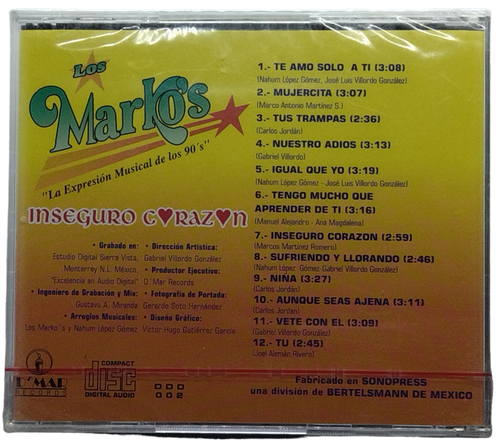 Los
Markos
"La Expresión Musical de los 90's"
INSEGURO CORAZON
• Grabado en:
Estudio Digital Sierra Vista,
Monterrey N.L. México.
"Excelencia en Audio Digital"
• Ingeniero de Grabación y Mix:
Gustavo A. Miranda
• Arreglos Musicales:
Los Marko´s y Nahum López Gómez
• Dirección Artística:
Gabriel Villordo González
• Productor Ejecutivo:
D´Mar Records
• Fotografía de Portada:
Gerardo Soto Hernández
• Diseño Gráfico:
Víctor Hugo Gutiérrez García
1.- TE AMO SOLO A TI (3:08)
(Nahum López Gómez, José Luis Villordo González)
2.- MUJERCITA (3:07)
(Marco Antonio Martínez S.)
3.- TUS TRAMPAS (2:36)
(Carlos Jordán)
4.- NUESTRO ADIOS (3:13)
(Gabriel Villordo)
5.- IGUAL QUE YO (3:19)
(Nahum López Gómez - José Luis Villordo González)
6.- TENGO MUCHO QUE
APRENDER DE TI (3:16)
(Manuel Alejandro - Ana Magdalena)
7.- INSEGURO CORAZON (2:59)
(Marcos Martínez Romero)
8.- SUFRIENDO Y LLORANDO (2:46)
(Nahum López Gómez Gabriel Villordo González)
9.- NIÑA (3:27)
(Carlos Jordán)
10.- AUNQUE SEAS AJENA (3:11)
(Carlos Jordan)
11.- VETE CON EL (3:09)
(Gabriel Villordo González)
12.- TU (2:45)
(Joel Alemán Rivero)
D'MAR
RECORDS
COMPACT
disc
DIGITAL AUDIO
DDD
002
Fabricado en SONOPRESS
una división de BERTELSMANN DE MEXICO